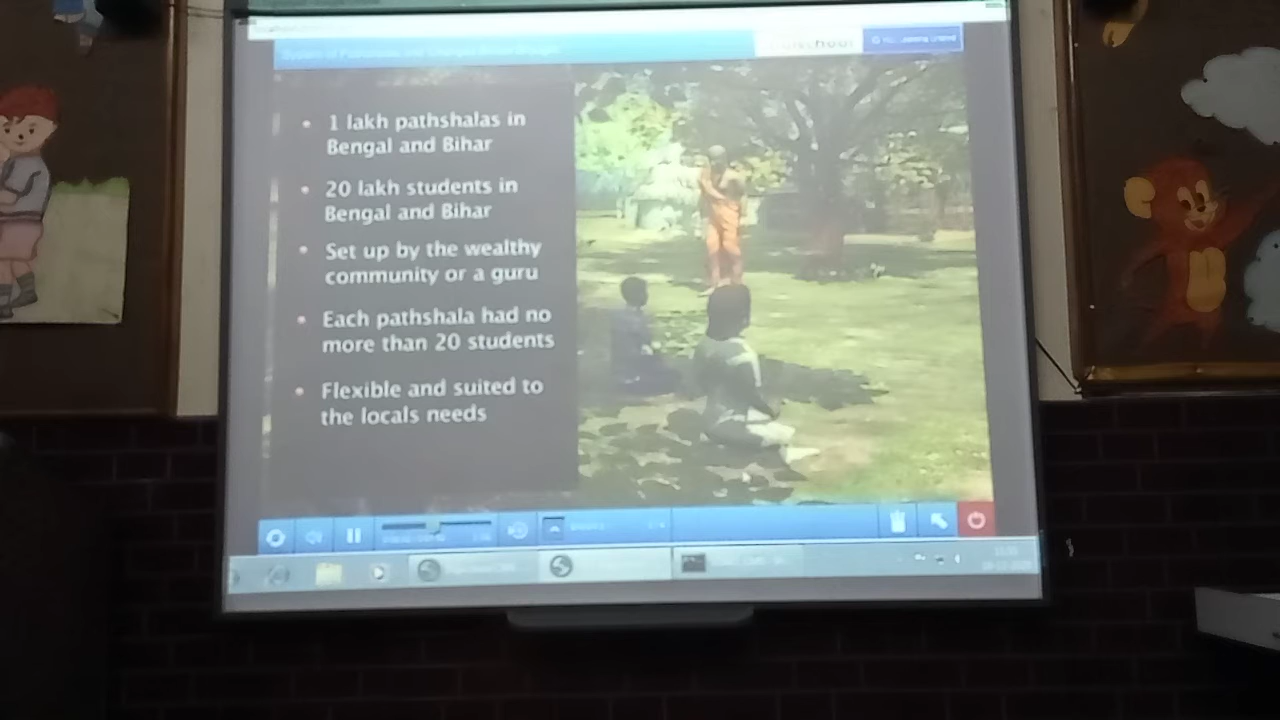 • 1 lakh pathshalas in
Bengal and Bihar
• 20 lakh students in
Bengal and Bihar
• Set up by the wealthy
community or a guru
• Each pathshala had no
more than 20 students
• Flexible and suited to
the locals needs